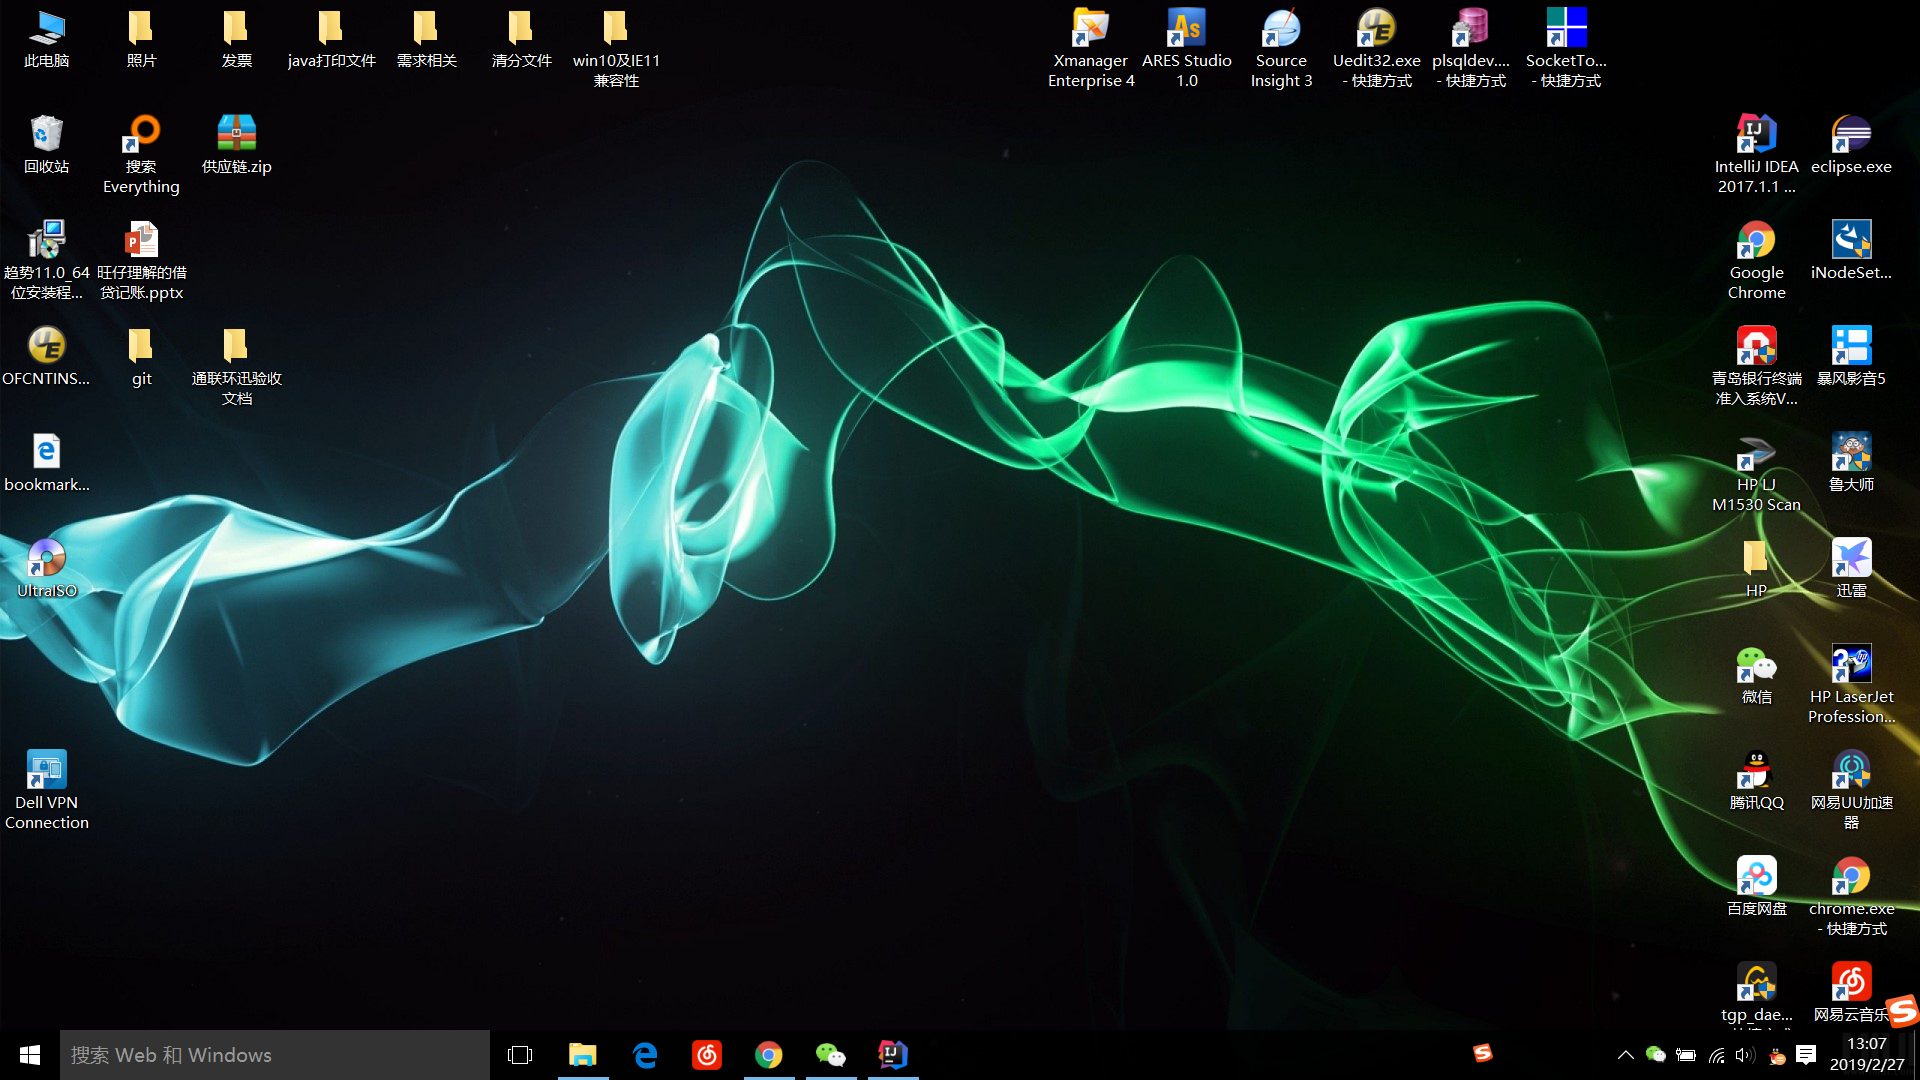 此电脑
照片
发票
java打印文件
需求相关
清分文件
win10及IE11
兼容性
Xmanager
Enterprise 4
ARES Studio
1.0
Source
Insight 3
Uedit32.exe
- 快捷方式
plsqldev....
- 快捷方式
SocketTo...
- 快捷方式
回收站
搜索
Everything
供应链.zip
IntelliJ IDEA
2017.1.1 ...
eclipse.exe
趋势11.0_64
位安装程...
旺仔理解的借
贷记账.pptx
Google
Chrome
iNodeSet...
OFCNTINS...
git
通联环迅验收
文档
青岛银行终端
准入系统V...
暴风影音5
bookmark...
HP LJ
M1530 Scan
鲁大师
UltraISO
HP
迅雷
微信
HP LaserJet
Profession...
Dell VPN
Connection
腾讯QQ
网易UU加速
器
百度网盘
chrome.exe
- 快捷方式
tgp_dae...
网易云音乐
搜索 Web 和 Windows
13:07
2019/2/27